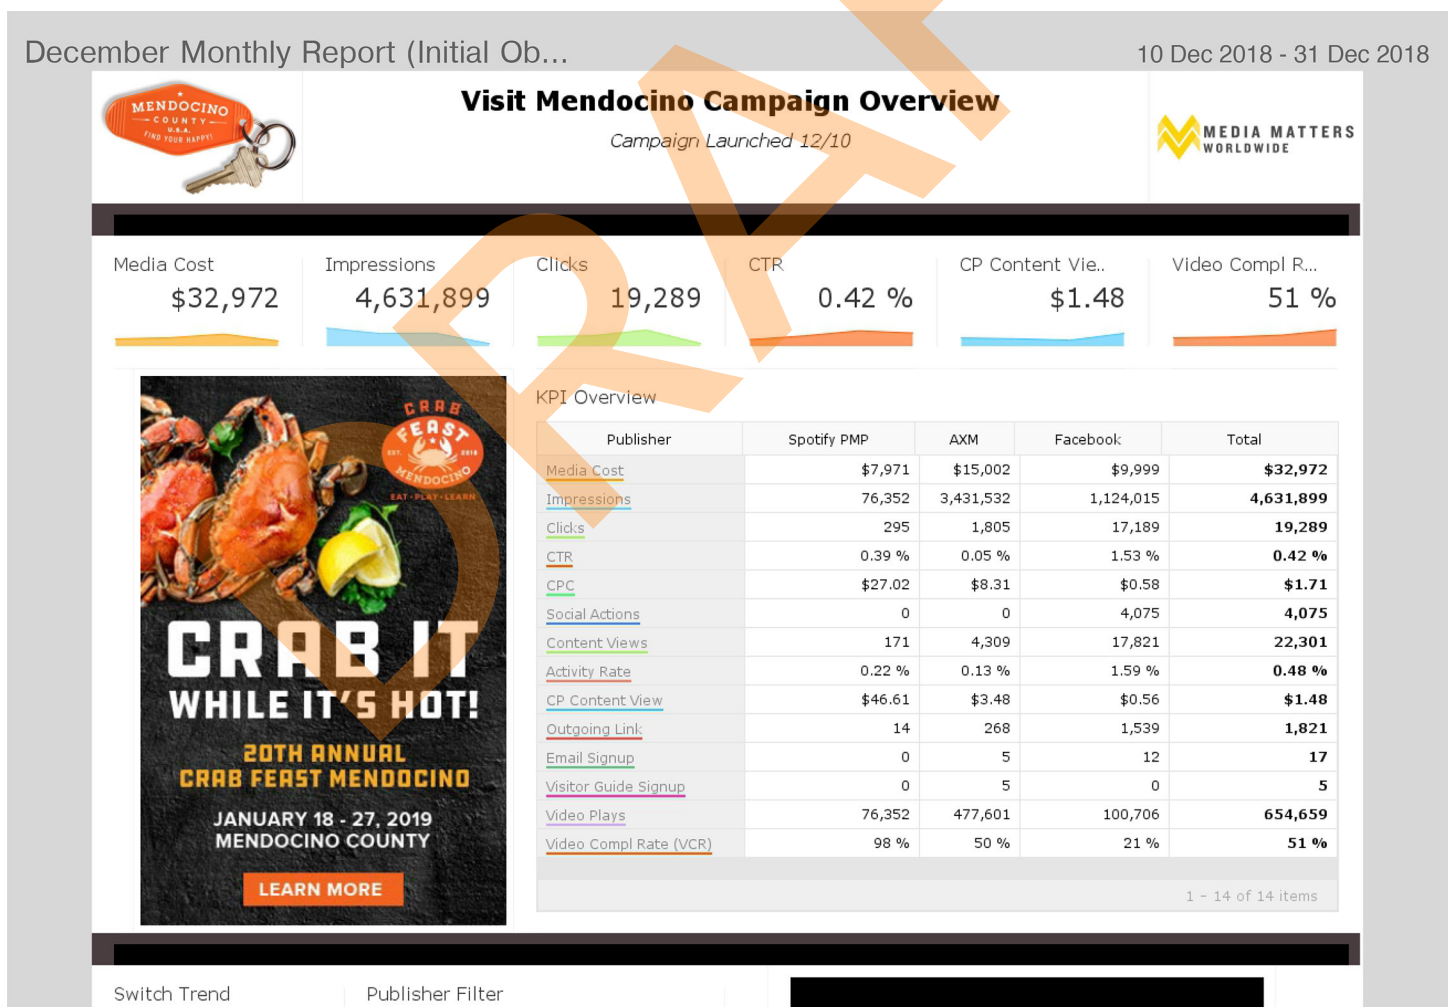 December Monthly Report (Initial Ob...
10 Dec 2018 - 31 Dec 2018
MENDOCINO
COUNTY
U.S.A.
FIND YOUR HAPPY!
Visit Mendocino Campaign Overview
Campaign Launched 12/10
MEDIA MATTERS
WORLDWIDE
Media Cost Impressions Clicks CTR CP Content Vie.. Video Compl R...
$32,972 4,631,899 19,289 0.42 % $1.48 51 %
CRAB
FEAST
EST. 2018
MENDOCINO
EAT·PLAY·LEARN
CRAB IT
WHILE IT'S HOT!
20TH ANNUAL
CRAB FEAST MENDOCINO
JANUARY 18 - 27, 2019
MENDOCINO COUNTY
LEARN MORE
KPI Overview
Publisher Spotify PMP AXM Facebook Total
Media Cost $7,971 $15,002 $9,999 $32,972
Impressions 76,352 3,431,532 1,124,015 4,631,899
Clicks 295 1,805 17,189 19,289
CTR 0.39 % 0.05 % 1.53 % 0.42 %
CPC $27.02 $8.31 $0.58 $1.71
Social Actions 0 0 4,075 4,075
Content Views 171 4,309 17,821 22,301
Activity Rate 0.22 % 0.13 % 1.59 % 0.48 %
CP Content View $46.61 $3.48 $0.56 $1.48
Outgoing Link 14 268 1,539 1,821
Email Signup 0 5 12 17
Visitor Guide Signup 0 5 0 5
Video Plays 76,352 477,601 100,706 654,659
Video Compl Rate (VCR) 98 % 50 % 21 % 51 %
1 - 14 of 14 items
Switch Trend Publisher Filter
DRA